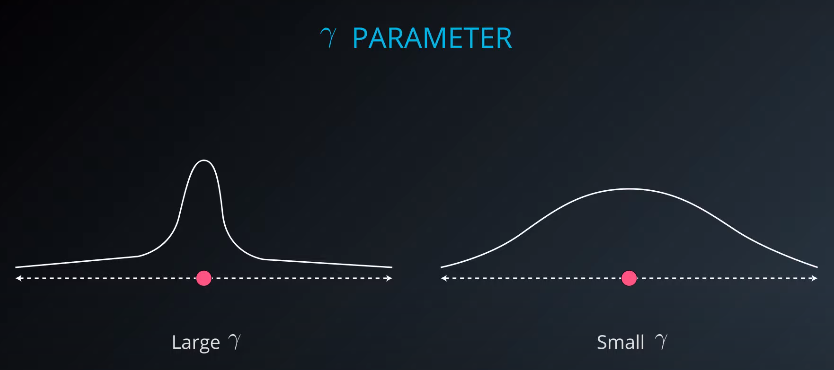 γ PARAMETER
Large γ
Small γ